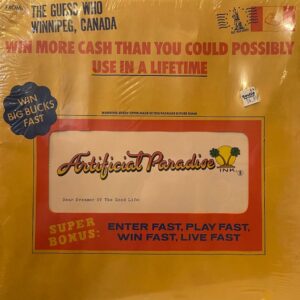 FROM:
THE GUESS WHO
WINNIPEG, CANADA
WIN MORE CASH THAN YOU COULD POSSIBLY
USE IN A LIFETIME
WIN
BIG BUCKS
FAST
Artificial Paradise
INK.
Dear Dreamer Of The Good Life
SUPER
BONUS:
ENTER FAST, PLAY FAST,
WIN FAST, LIVE FAST